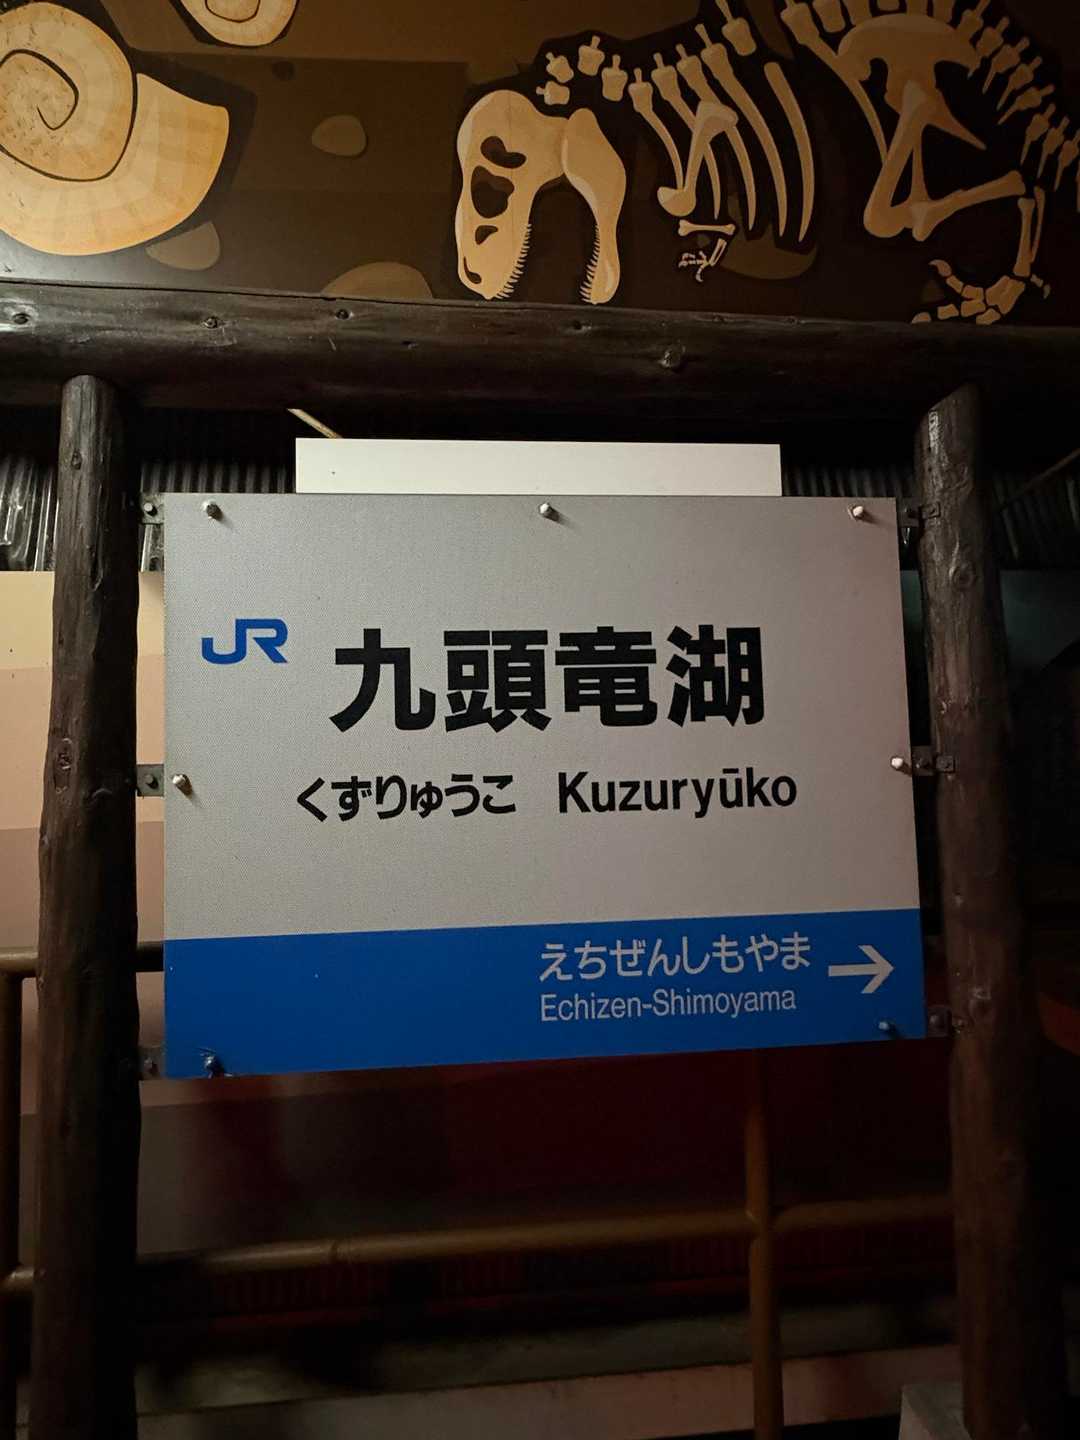 JR 九頭竜湖
くずりゅうこ Kuzuryūko
えちぜんしもやま →
Echizen-Shimoyama